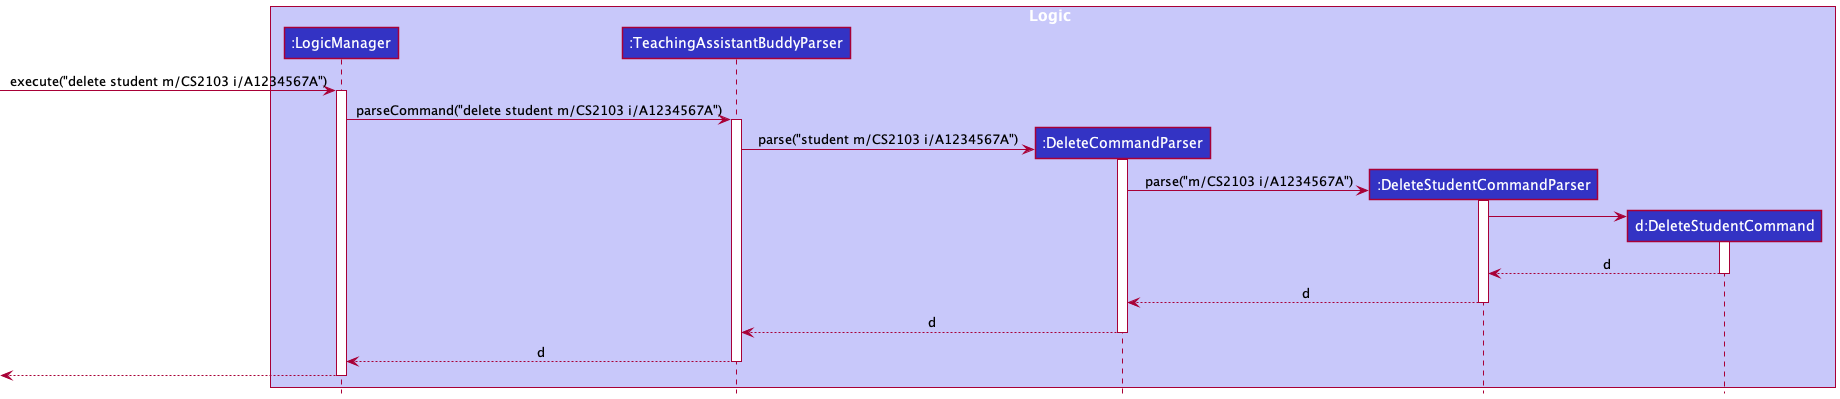 Logic
:LogicManager
:TeachingAssistantBuddyParser
execute("delete student m/CS2103 i/A1234567A")
parseCommand("delete student m/CS2103 i/A1234567A")
parse("student m/CS2103 i/A1234567A")
:DeleteCommandParser
parse("m/CS2103 i/A1234567A")
:DeleteStudentCommandParser
d:DeleteStudentCommand
d
d
d
d